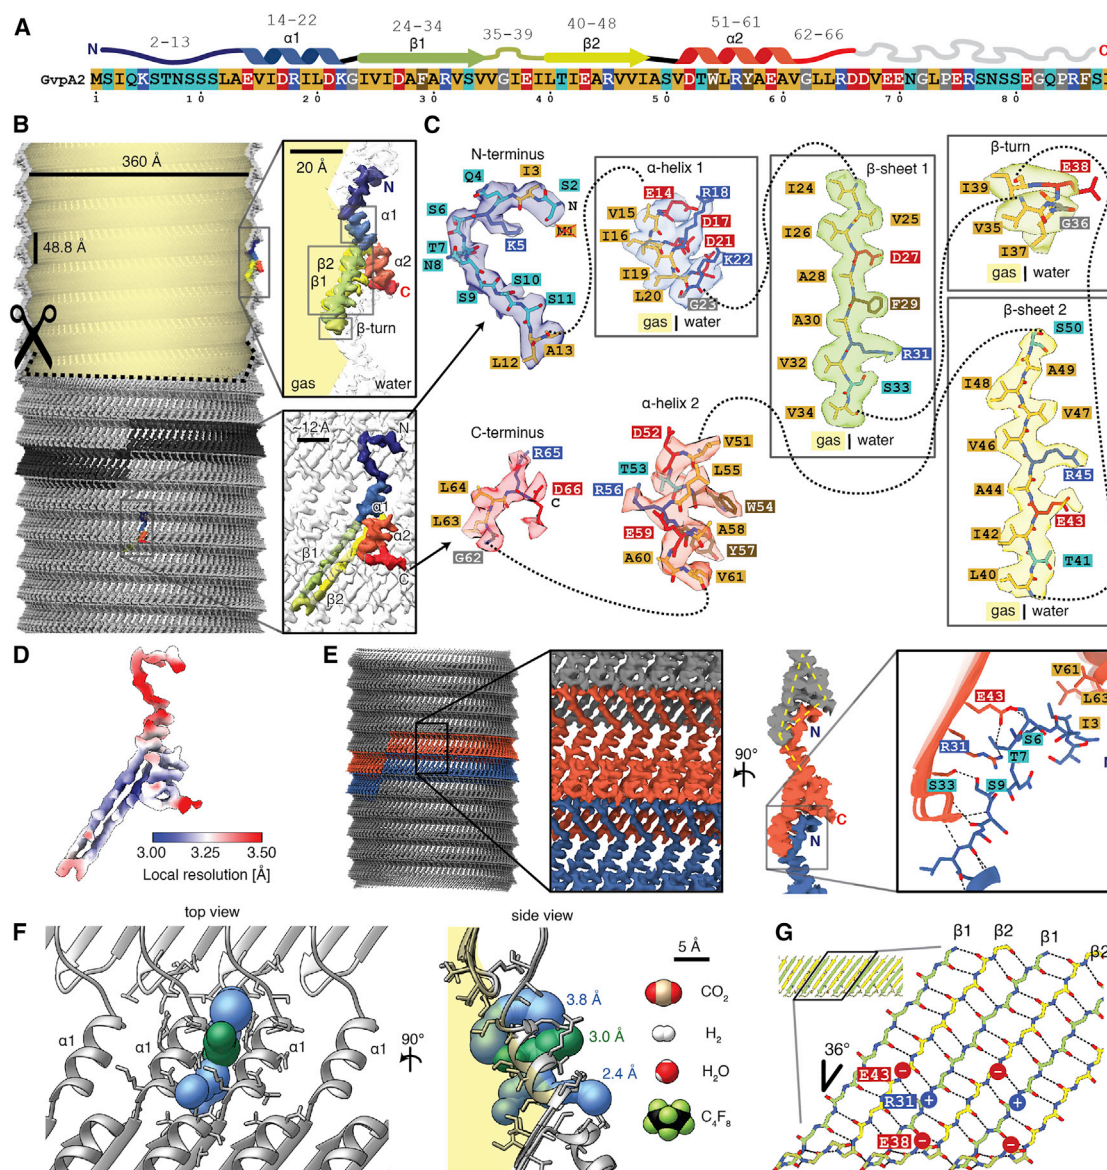 A
N
2-13
14-22
α1
24-34
β1
35-39
40-48
β2
51-61
α2
62-66
C
GvpA2 MSIQKSTNSSSLAEVIDRILDKGIVIDAFARVSVVGIEILTIEARVVIASVDTWLRYAEAVGLLRDDVEENGLPERSNSSEGQPRFSI
1 10 20 30 40 50 60 70 80
B
360 Å
48.8 Å
20 Å
N
α1
β2
β1
α2
C
β-turn
gas
water
~12Å
N
α1
α2
β1
C
β2
C
N-terminus
Q4
I3
S2
N
M1
S6
K5
T7
N8
S10
S9
S11
L12
A13
α-helix 1
E14
R18
V15
D17
I16
D21
K22
I19
L20
G23
gas | water
β-sheet 1
I24
V25
I26
D27
A28
F29
A30
R31
V32
S33
V34
gas | water
β-turn
E38
I39
V35
G36
I37
gas | water
β-sheet 2
S50
A49
I48
V47
V46
R45
A44
E43
I42
T41
L40
gas | water
C-terminus
R65
L64
D66
C
L63
G62
α-helix 2
D52
V51
T53
L55
R56
W54
E59
A58
Y57
A60
V61
D
3.00 3.25 3.50
Local resolution [Å]
E
90°
N
C
N
E43
V61
L63
I3
S6
R31
T7
S33
S9
F
top view
α1
α1
α1
α1
90°
side view
3.8 Å
3.0 Å
2.4 Å
5 Å
CO2
H2
H2O
C4F8
G
β1
β2
β1
β2
36°
E43
−
−
R31
+
+
E38
−
−